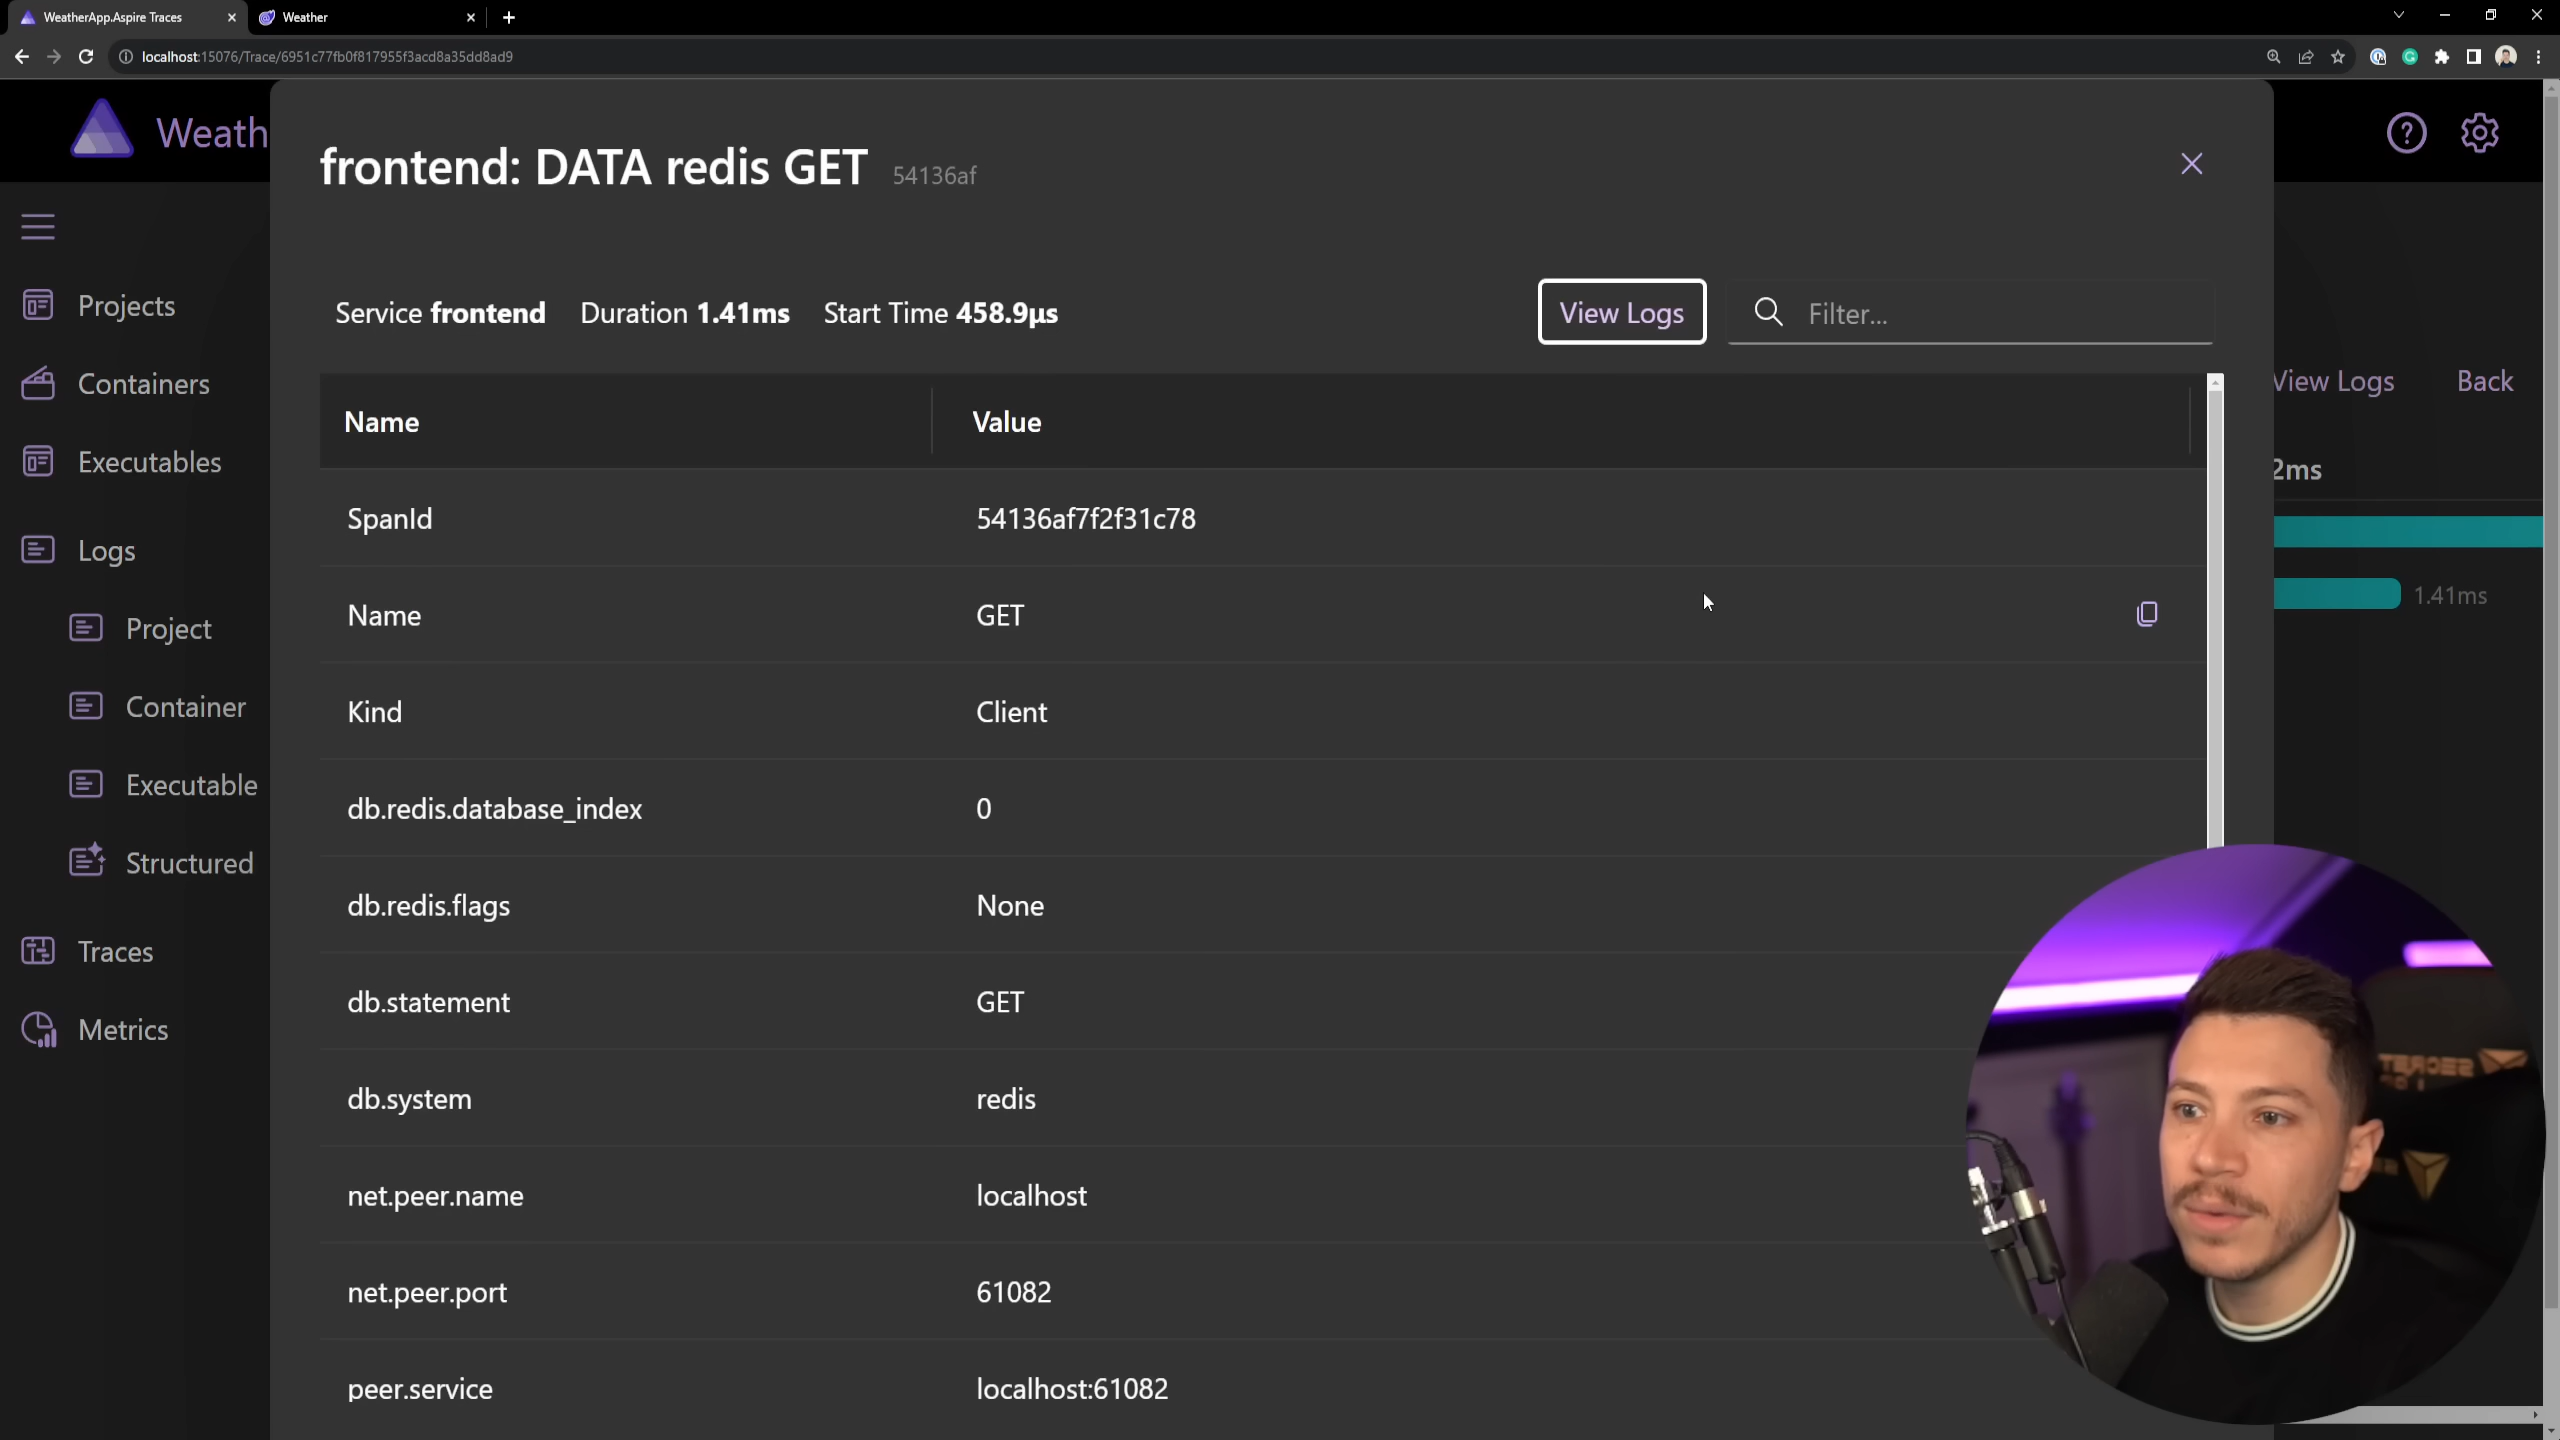 WeatherApp.Aspire Traces
Weather
localhost:15076/Trace/6951c77fb0f817955f3acd8a35dd8ad9
Weath
frontend: DATA redis GET 54136af
Service frontend Duration 1.41ms Start Time 458.9µs
View Logs
Filter...
Projects
Containers
Executables
Logs
Project
Container
Executable
Structured
Traces
Metrics
Name Value
SpanId 54136af7f2f31c78
Name GET
Kind Client
db.redis.database_index 0
db.redis.flags None
db.statement GET
db.system redis
net.peer.name localhost
net.peer.port 61082
peer.service localhost:61082
View Logs Back
2ms
1.41ms